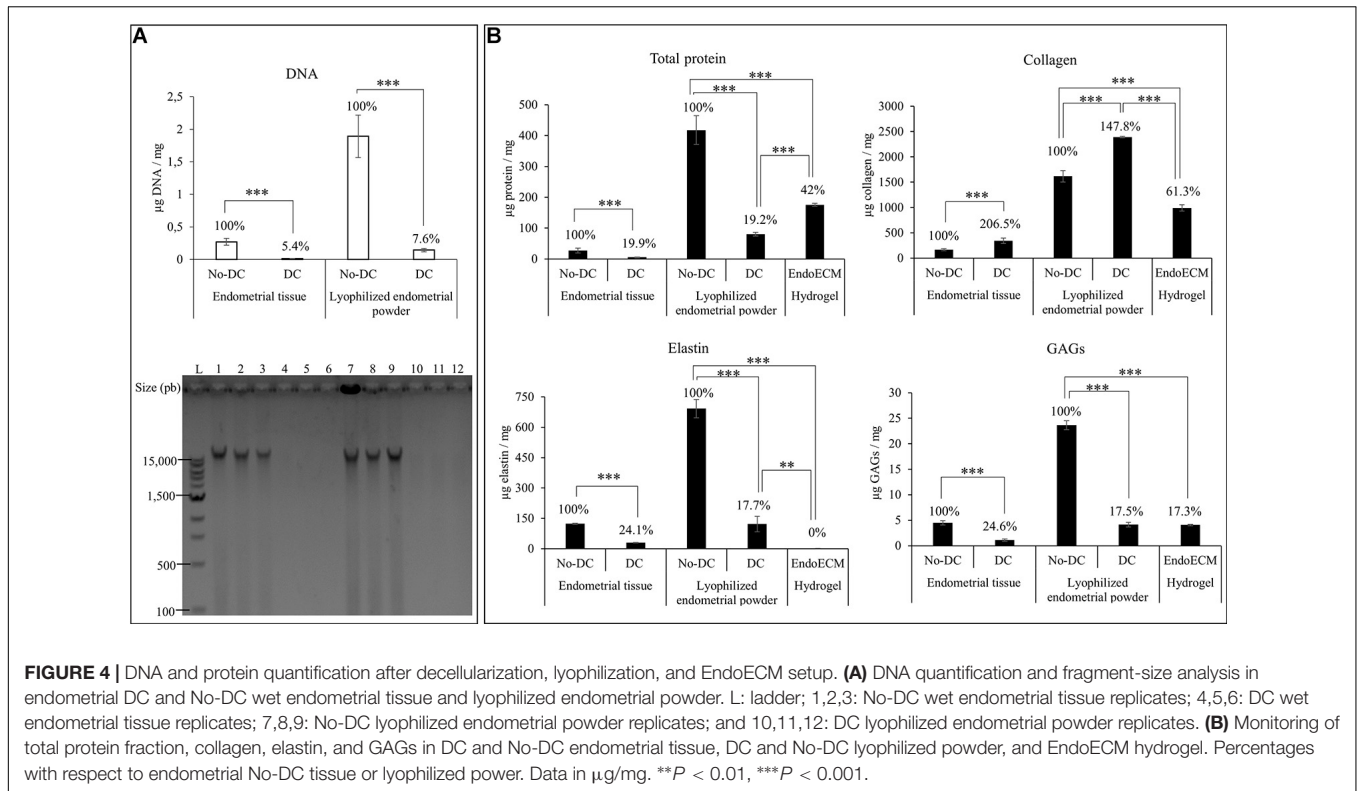 A
DNA
µg DNA / mg
2,5
2
1,5
1
0,5
0
100%
***
5.4%
100%
***
7.6%
No-DC DC No-DC DC
Endometrial tissue Lyophilized endometrial
powder
L 1 2 3 4 5 6 7 8 9 10 11 12
Size (pb)
15,000
1,500
500
100
B
Total protein
µg protein / mg
500
400
300
200
100
0
100%
***
19.9%
100%
***
***
19.2%
***
42%
No-DC DC No-DC DC EndoECM
Endometrial tissue Lyophilized Hydrogel
endometrial powder
Collagen
µg collagen / mg
3000
2500
2000
1500
1000
500
0
100%
***
206.5%
100%
***
***
147.8%
***
61.3%
No-DC DC No-DC DC EndoECM
Endometrial tissue Lyophilized Hydrogel
endometrial powder
Elastin
µg elastin / mg
750
600
450
300
150
0
100%
***
24.1%
100%
***
***
17.7%
**
0%
No-DC DC No-DC DC EndoECM
Endometrial tissue Lyophilized Hydrogel
endometrial powder
GAGs
µg GAGs / mg
30
25
20
15
10
5
0
100%
***
24.6%
100%
***
***
17.5%
17.3%
No-DC DC No-DC DC EndoECM
Endometrial tissue Lyophilized Hydrogel
endometrial powder
FIGURE 4 | DNA and protein quantification after decellularization, lyophilization, and EndoECM setup. (A) DNA quantification and fragment-size analysis in
endometrial DC and No-DC wet endometrial tissue and lyophilized endometrial powder. L: ladder; 1,2,3: No-DC wet endometrial tissue replicates; 4,5,6: DC wet
endometrial tissue replicates; 7,8,9: No-DC lyophilized endometrial powder replicates; and 10,11,12: DC lyophilized endometrial powder replicates. (B) Monitoring of
total protein fraction, collagen, elastin, and GAGs in DC and No-DC endometrial tissue, DC and No-DC lyophilized powder, and EndoECM hydrogel. Percentages
with respect to endometrial No-DC tissue or lyophilized power. Data in µg/mg. **P < 0.01, ***P < 0.001.